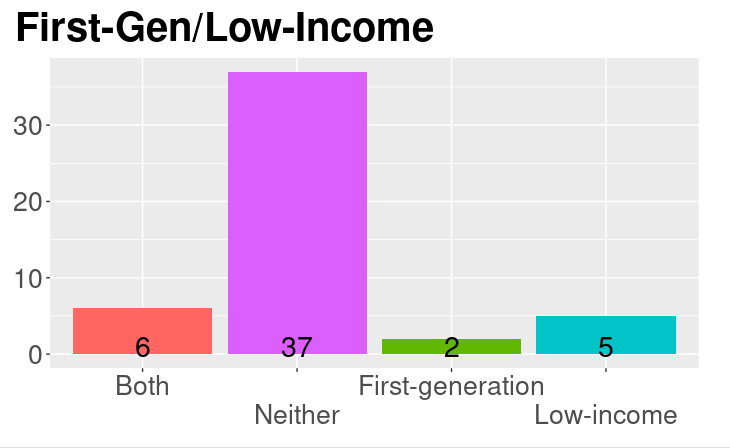 First-Gen/Low-Income
30
20
10
0
6 37 2 5
Both First-generation
Neither Low-income